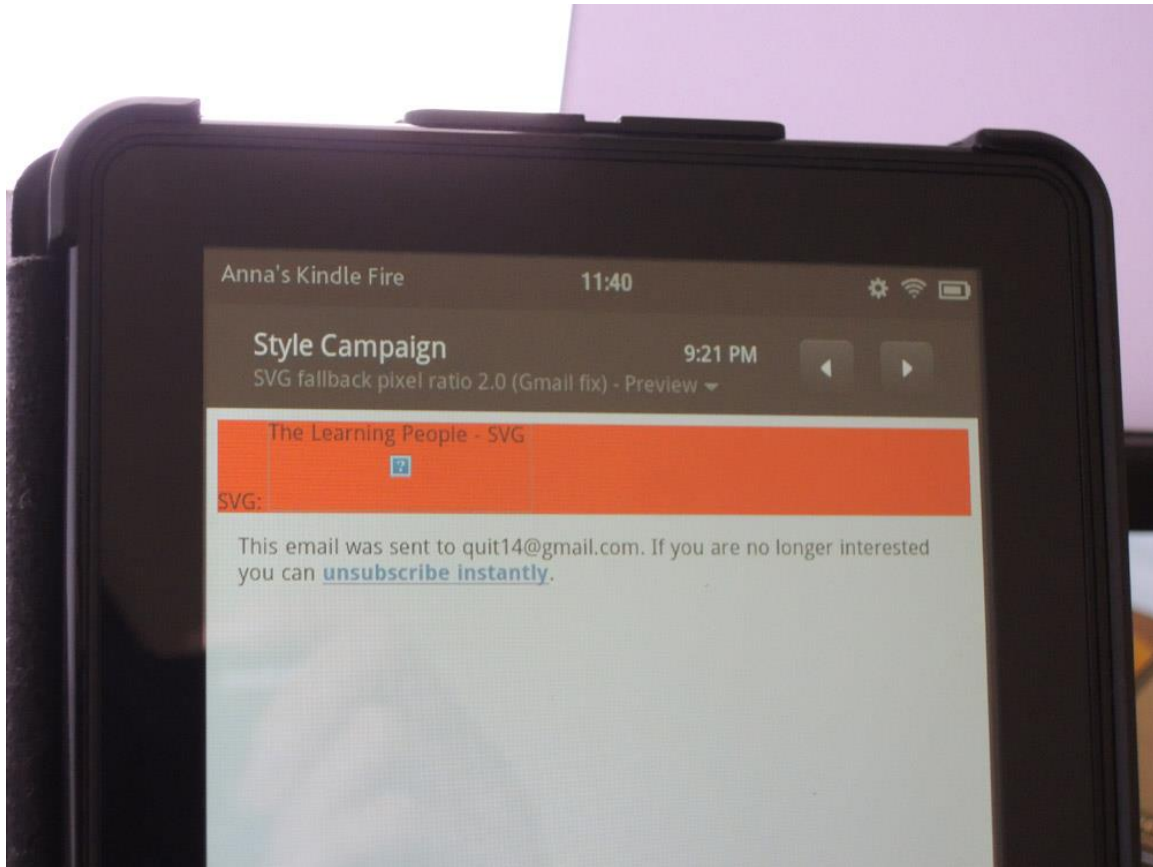 Anna's Kindle Fire 11:40
Style Campaign 9:21 PM
SVG fallback pixel ratio 2.0 (Gmail fix) - Preview
The Learning People - SVG
?
SVG:
This email was sent to quit14@gmail.com. If you are no longer interested
you can unsubscribe instantly.